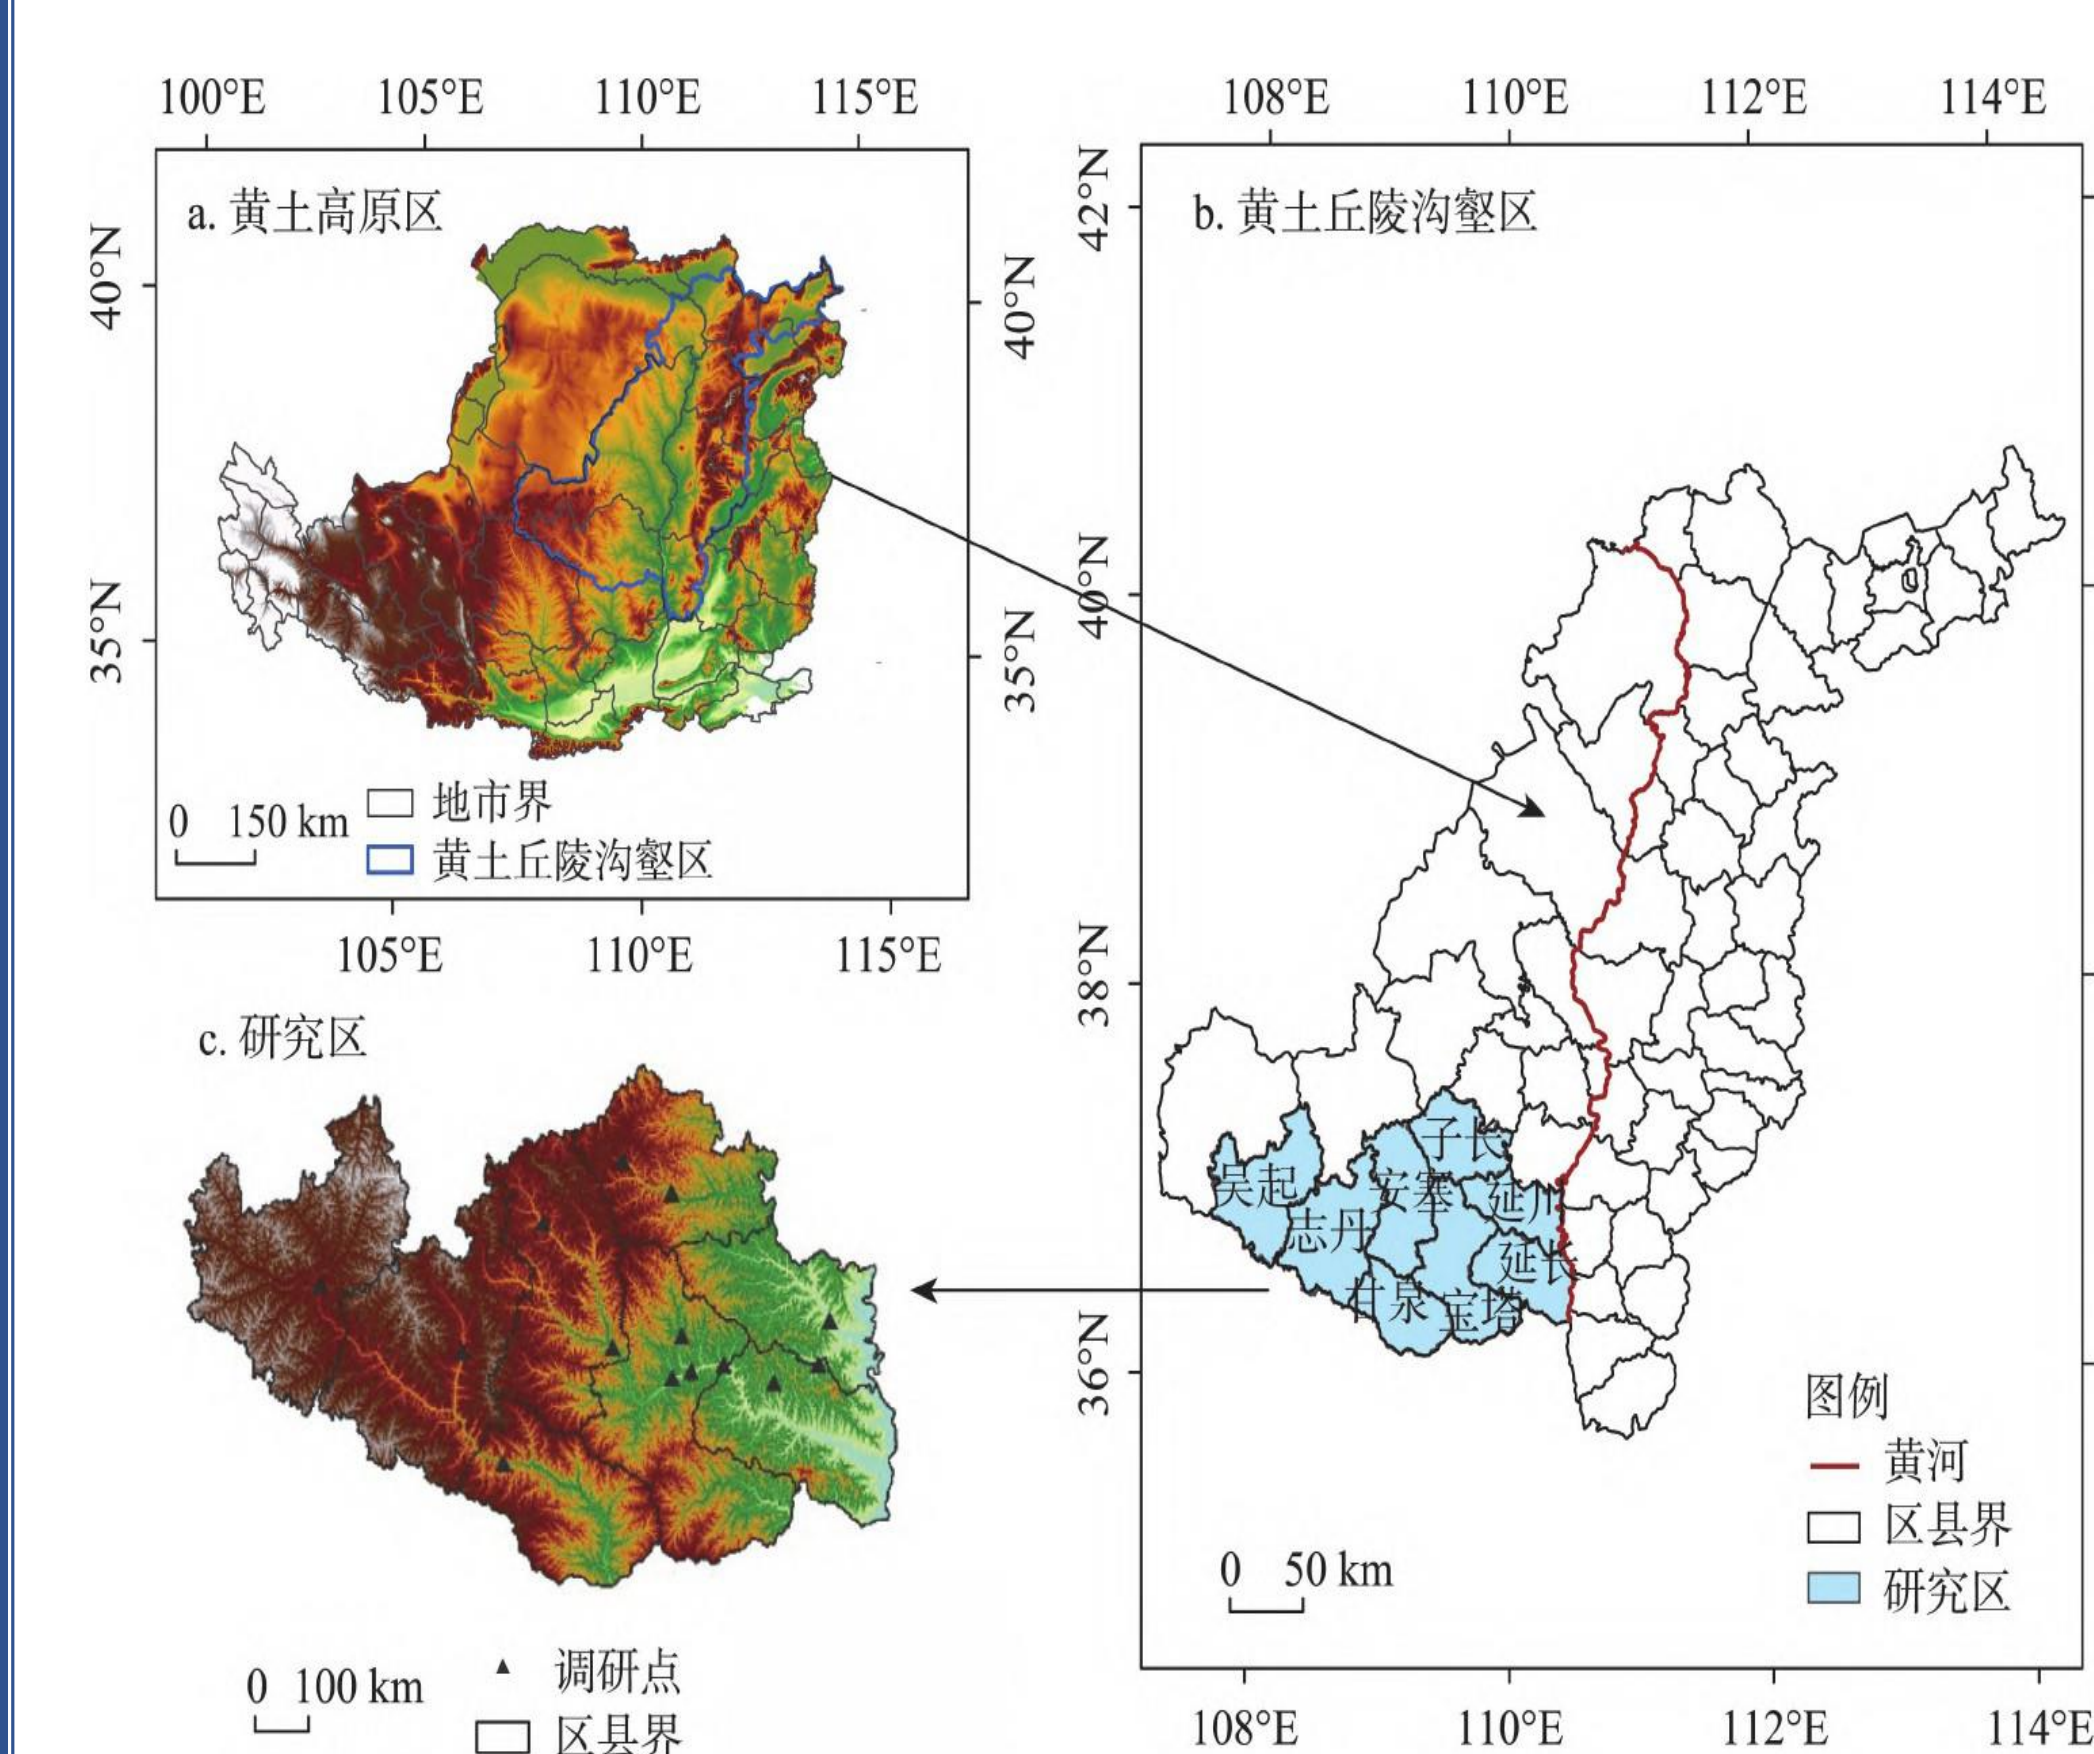 100°E 105°E 110°E 115°E
a. 黄土高原区
40°N
35°N
40°N
35°N
0 150 km
地市界
黄土丘陵沟壑区
105°E 110°E 115°E
108°E 110°E 112°E 114°E
b. 黄土丘陵沟壑区
42°N
40°N
38°N
36°N
子长
吴起
安塞
延川
志丹
延长
甘泉
宝塔
图例
黄河
区县界
研究区
0 50 km
108°E 110°E 112°E 114°E
c. 研究区
0 100 km
调研点
区县界